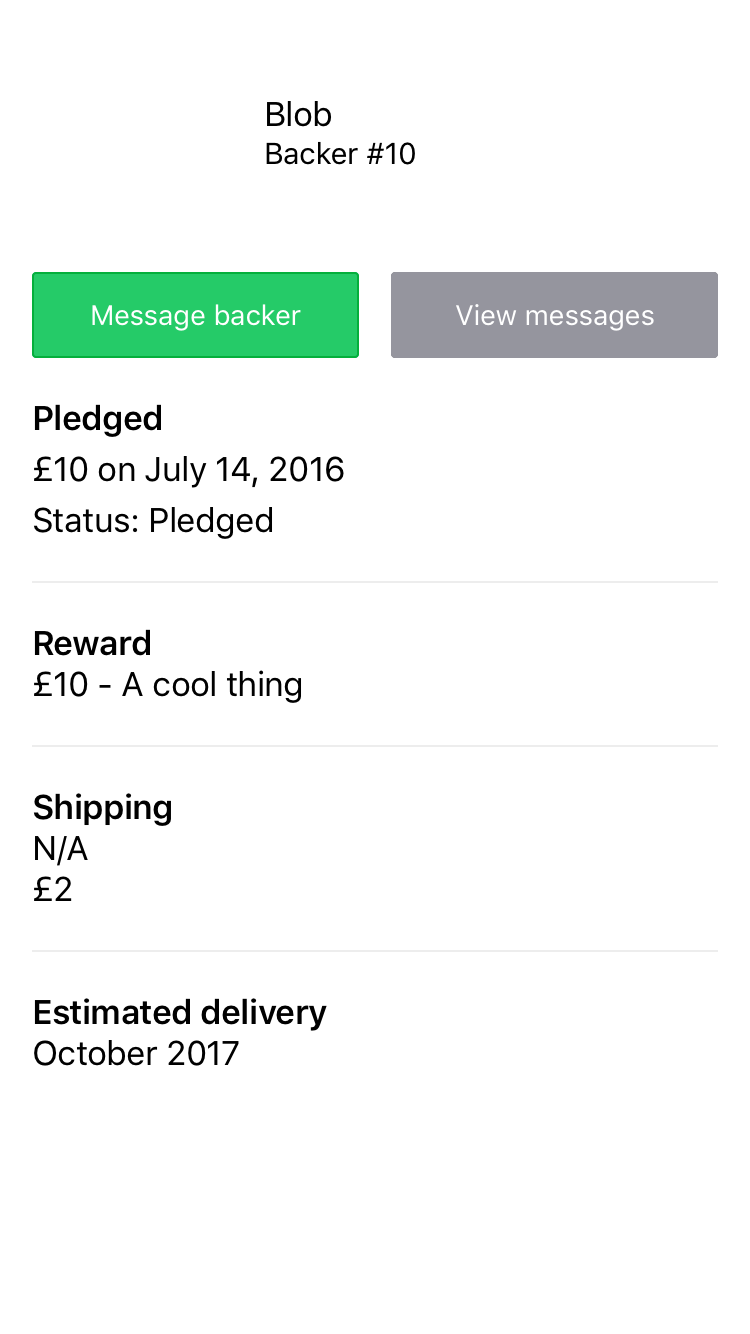 Blob
Backer #10
Message backer
View messages
Pledged
£10 on July 14, 2016
Status: Pledged
Reward
£10 - A cool thing
Shipping
N/A
£2
Estimated delivery
October 2017